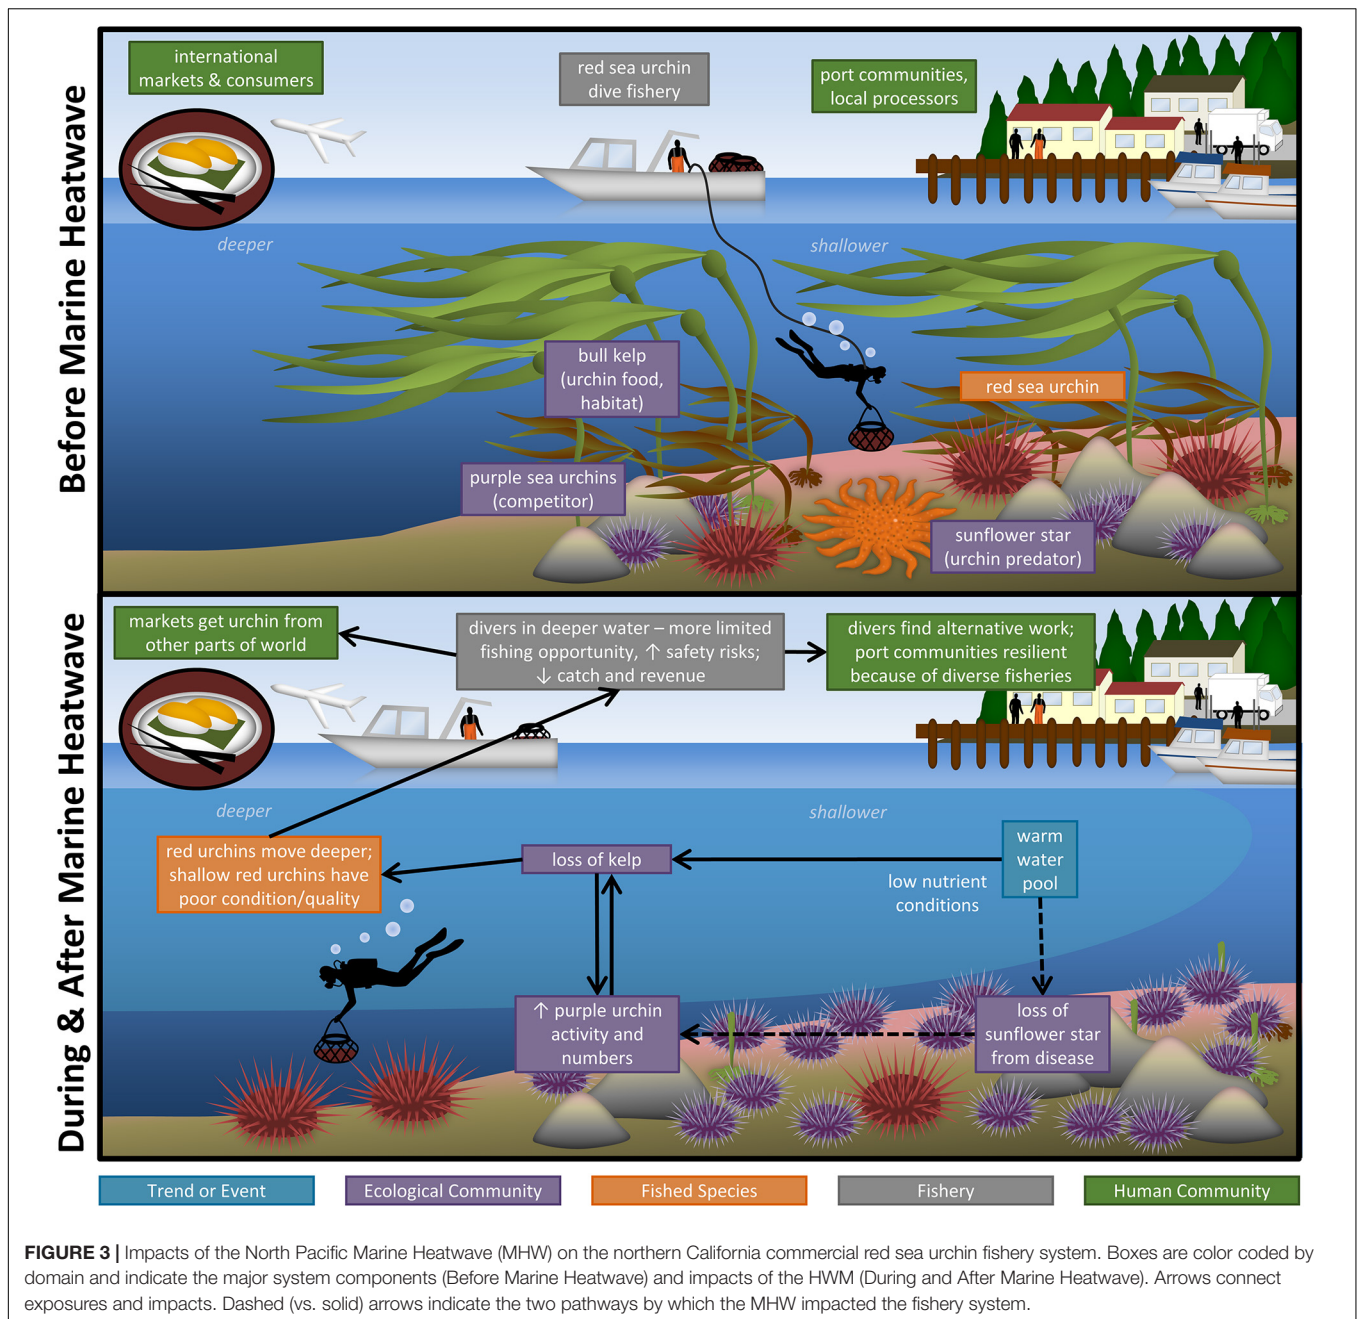 Before Marine Heatwave
international
markets & consumers
red sea urchin
dive fishery
port communities,
local processors
deeper
shallower
bull kelp
(urchin food,
habitat)
red sea urchin
purple sea urchins
(competitor)
sunflower star
(urchin predator)
During & After Marine Heatwave
markets get urchin from
other parts of world
divers in deeper water – more limited
fishing opportunity, ↑ safety risks;
↓ catch and revenue
divers find alternative work;
port communities resilient
because of diverse fisheries
deeper
shallower
red urchins move deeper;
shallow red urchins have
poor condition/quality
loss of kelp
warm
water
pool
low nutrient
conditions
↑ purple urchin
activity and
numbers
loss of
sunflower star
from disease
Trend or Event
Ecological Community
Fished Species
Fishery
Human Community
FIGURE 3 | Impacts of the North Pacific Marine Heatwave (MHW) on the northern California commercial red sea urchin fishery system. Boxes are color coded by
domain and indicate the major system components (Before Marine Heatwave) and impacts of the HWM (During and After Marine Heatwave). Arrows connect
exposures and impacts. Dashed (vs. solid) arrows indicate the two pathways by which the MHW impacted the fishery system.